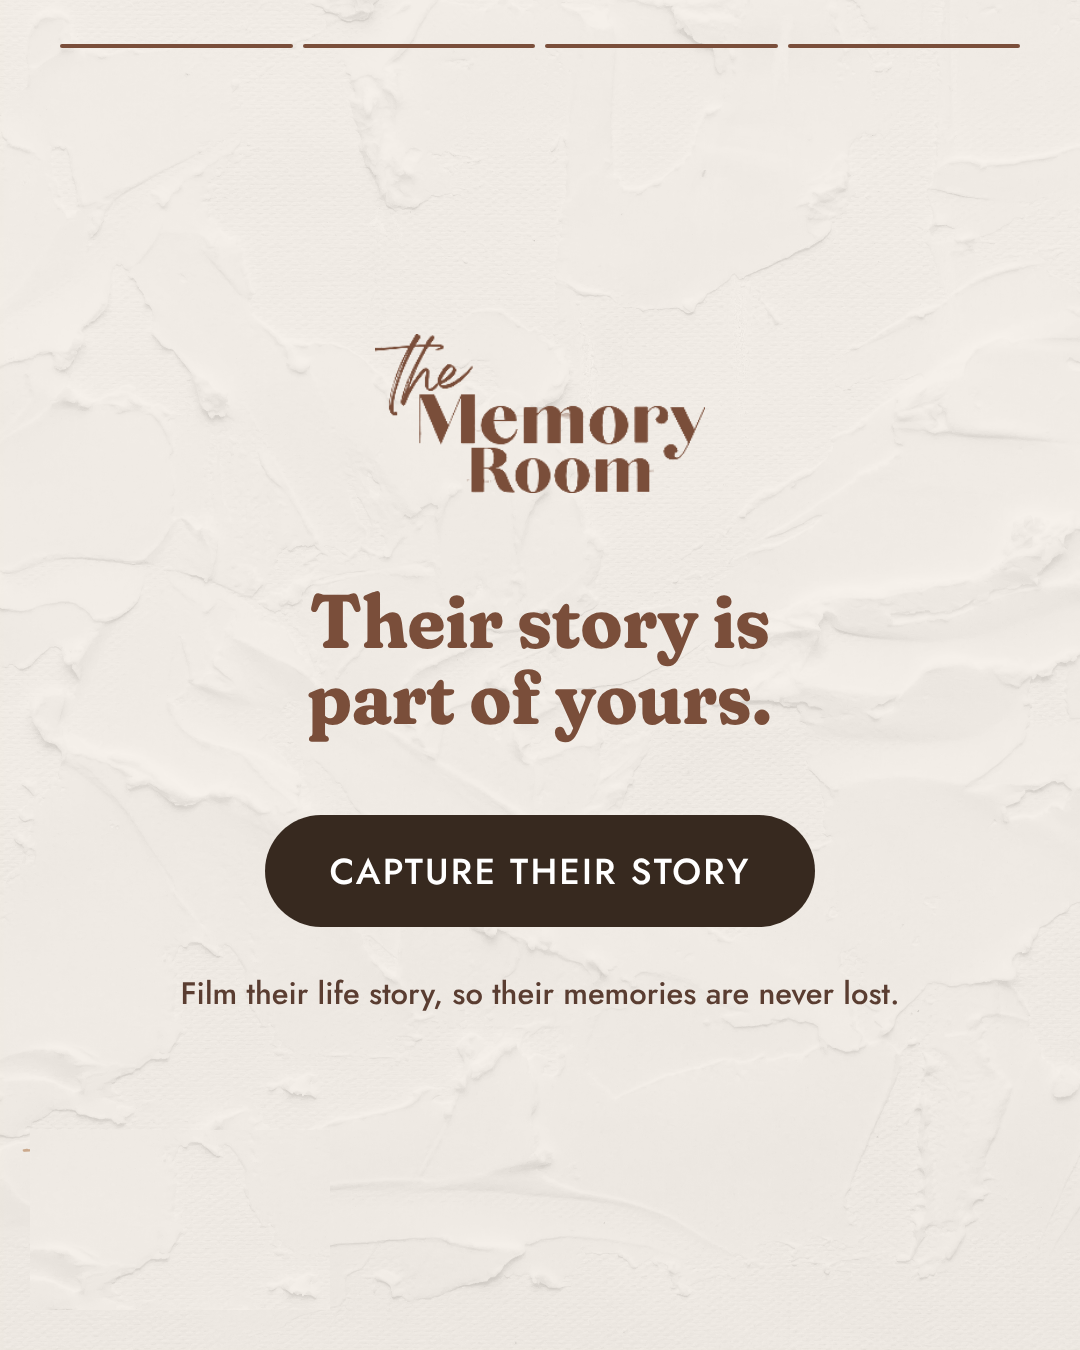 the
Memory
Room
Their story is
part of yours.
CAPTURE THEIR STORY
Film their life story, so their memories are never lost.